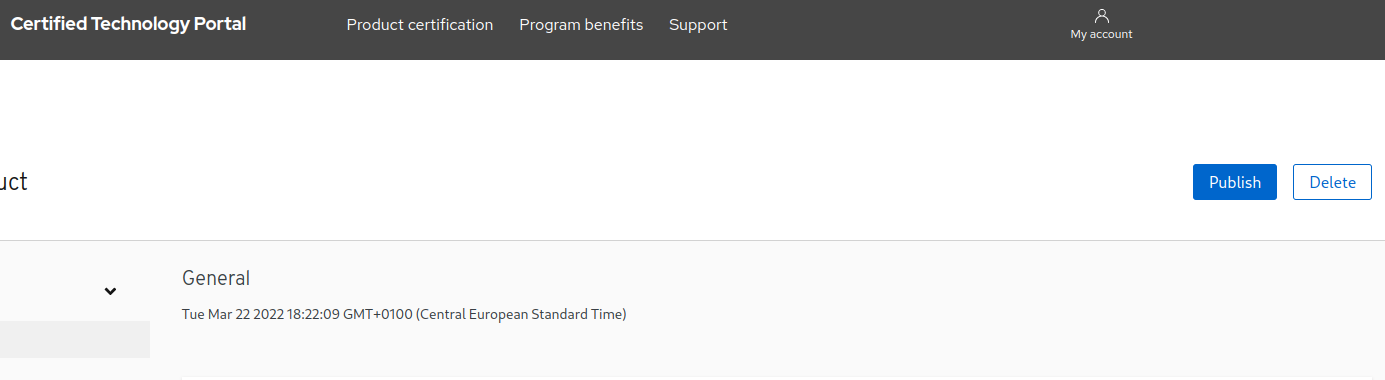 Certified Technology Portal Product certification Program benefits Support
My account
uct
Publish Delete
General
Tue Mar 22 2022 18:22:09 GMT+0100 (Central European Standard Time)